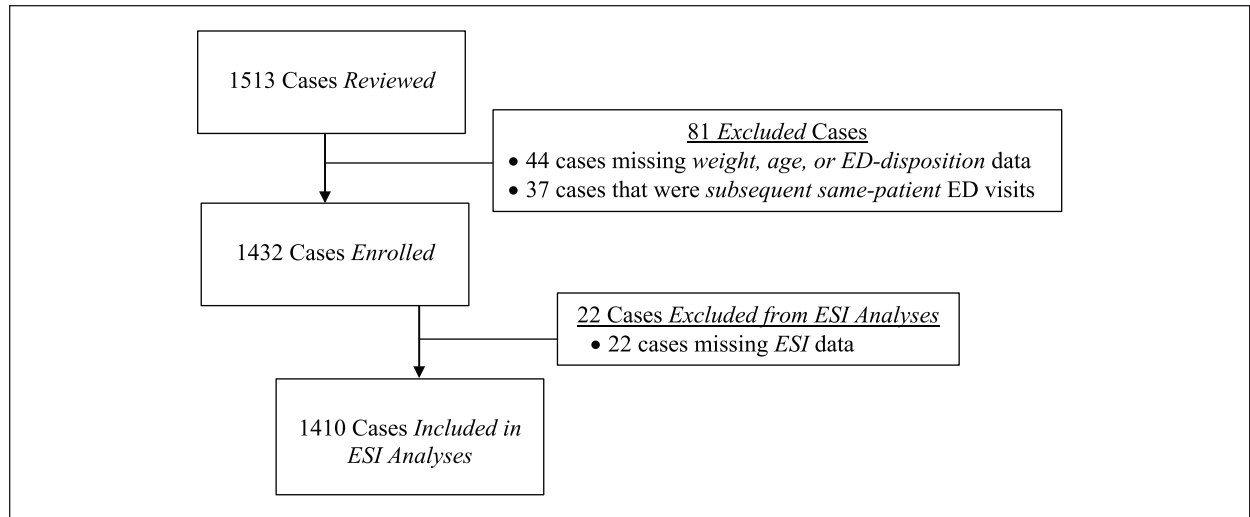 1513 Cases Reviewed
81 Excluded Cases
• 44 cases missing weight, age, or ED-disposition data
• 37 cases that were subsequent same-patient ED visits
1432 Cases Enrolled
22 Cases Excluded from ESI Analyses
• 22 cases missing ESI data
1410 Cases Included in
ESI Analyses